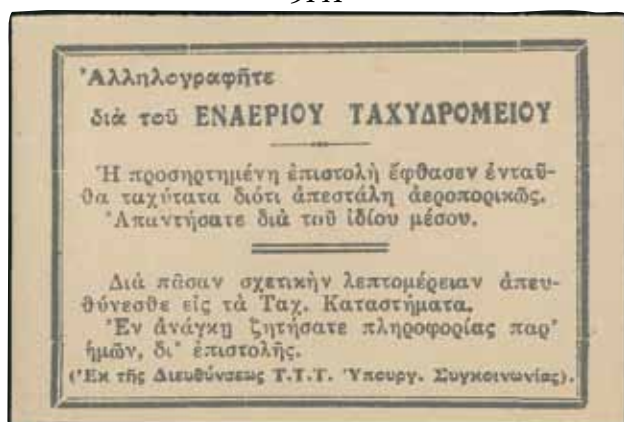 Ἀλληλογραφῆτε
διὰ τοῦ ΕΝΑΕΡΙΟΥ ΤΑΧΥΔΡΟΜΕΙΟΥ
Ἡ προσηρτημένη ἐπιστολὴ ἔφθασεν ἐνταῦ-
θα ταχύτατα διότι ἀπεστάλη ἀεροπορικῶς.
Ἀπαντήσατε διὰ τοῦ ἰδίου μέσου.
Διὰ πᾶσαν σχετικὴν λεπτομέρειαν ἀπευ-
θύνεσθε εἰς τὰ Ταχ. Καταστήματα.
Ἐν ἀνάγκῃ ζητήσατε πληροφορίας παρ'
ἡμῶν, δι' ἐπιστολῆς.
(Ἐκ τῆς Διευθύνσεως Τ.Τ.Τ. Ὑπουργ. Συγκοινωνίας).